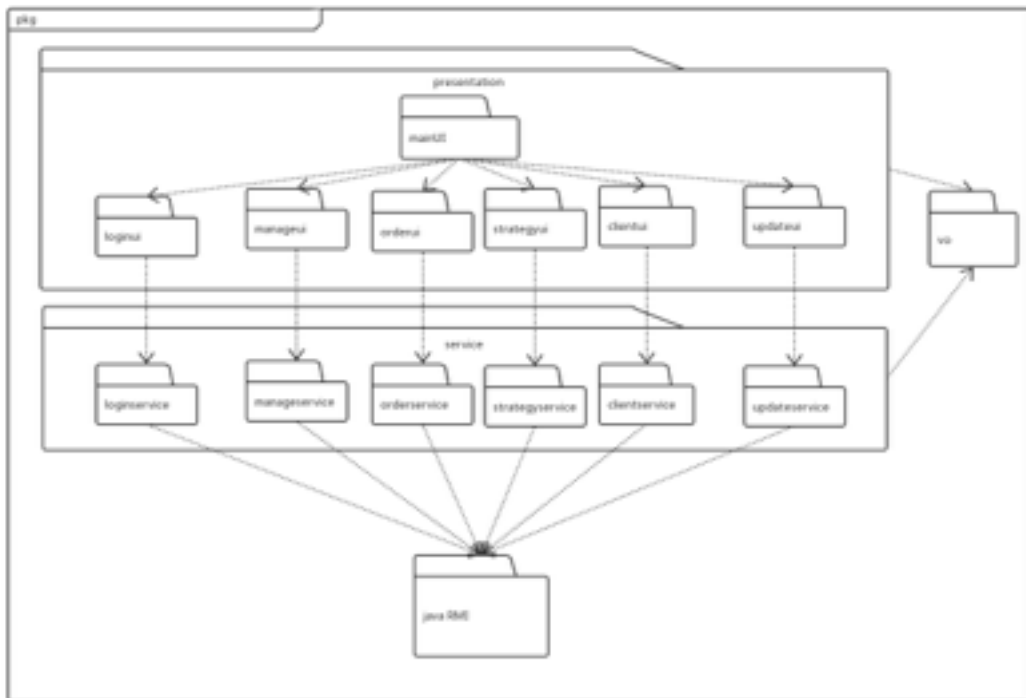 pkg
presentation
mainUI
loginui
manageui
orderui
strategyui
clientui
updateui
vo
service
loginservice
manageservice
orderservice
strategyservice
clientservice
updateservice
java RMI